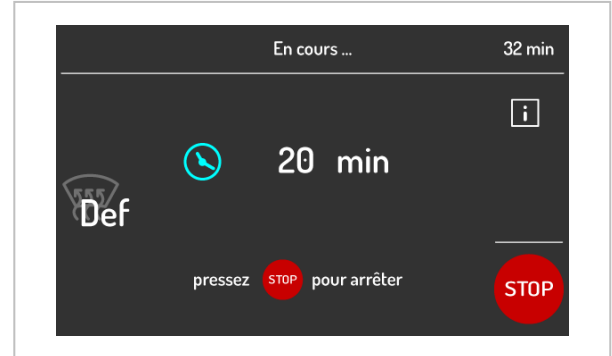 En cours ... 32 min
i
20 min
Def
pressez STOP pour arrêter
STOP